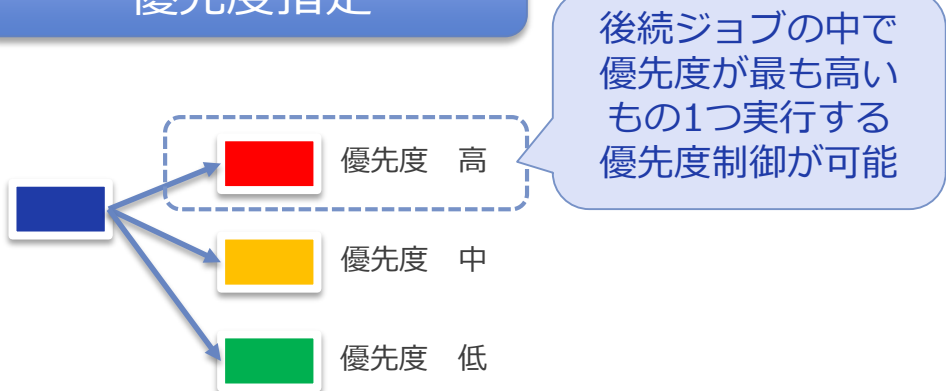 優先度指定
後続ジョブの中で
優先度が最も高い
もの1つ実行する
優先度制御が可能
優先度　高
優先度　中
優先度　低